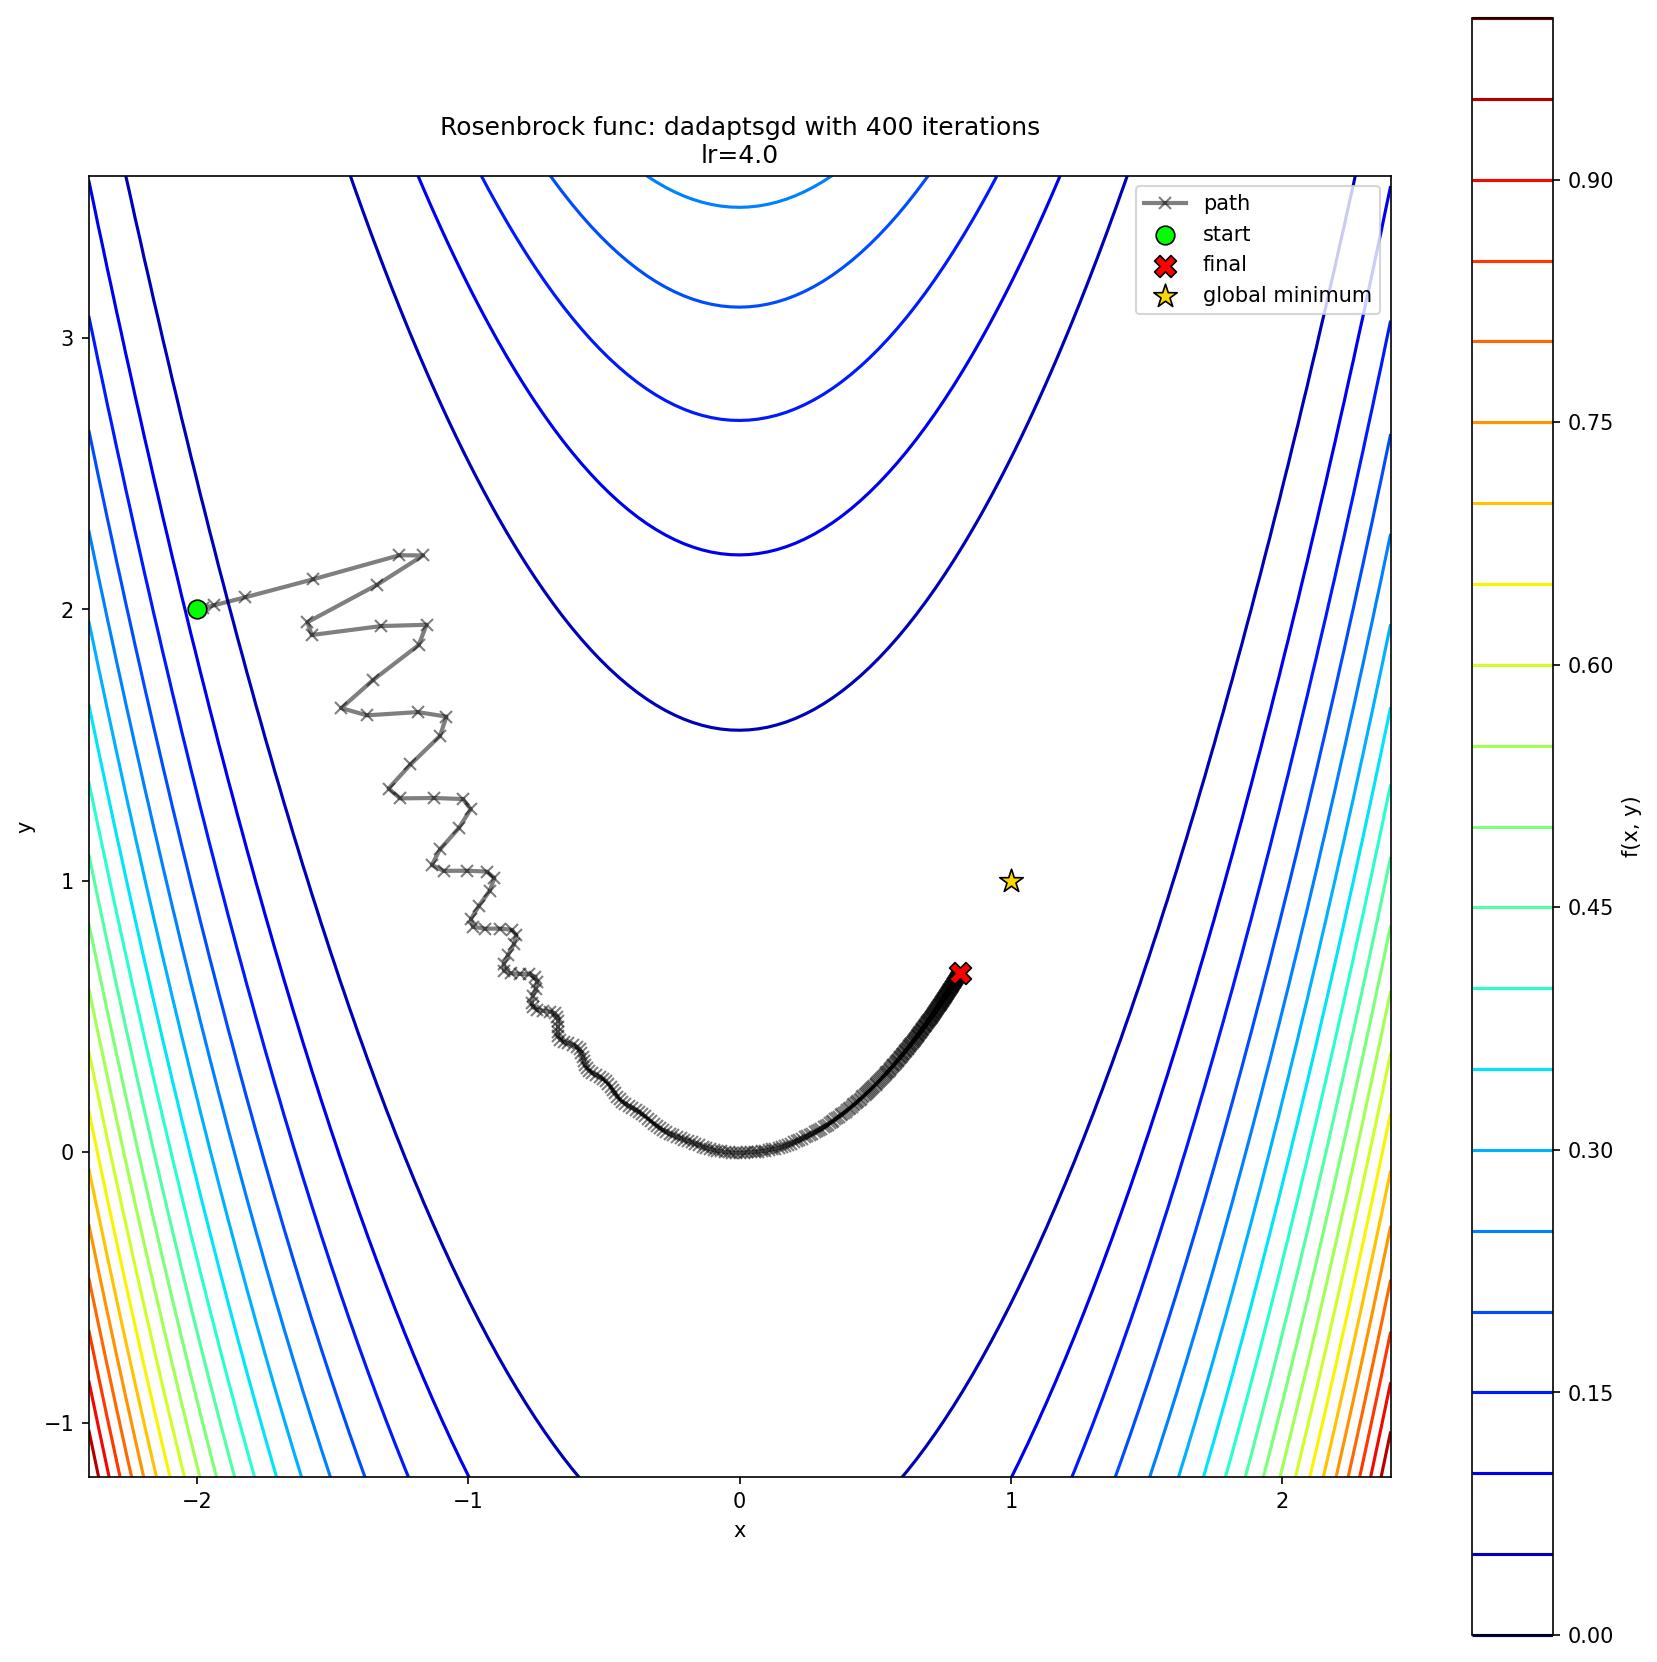 Rosenbrock func: dadaptsgd with 400 iterations
lr=4.0
path
start
final
global minimum
y
3
2
1
0
−1
−2
−1
0
1
2
x
0.90
0.75
0.60
0.45
0.30
0.15
0.00
f(x, y)